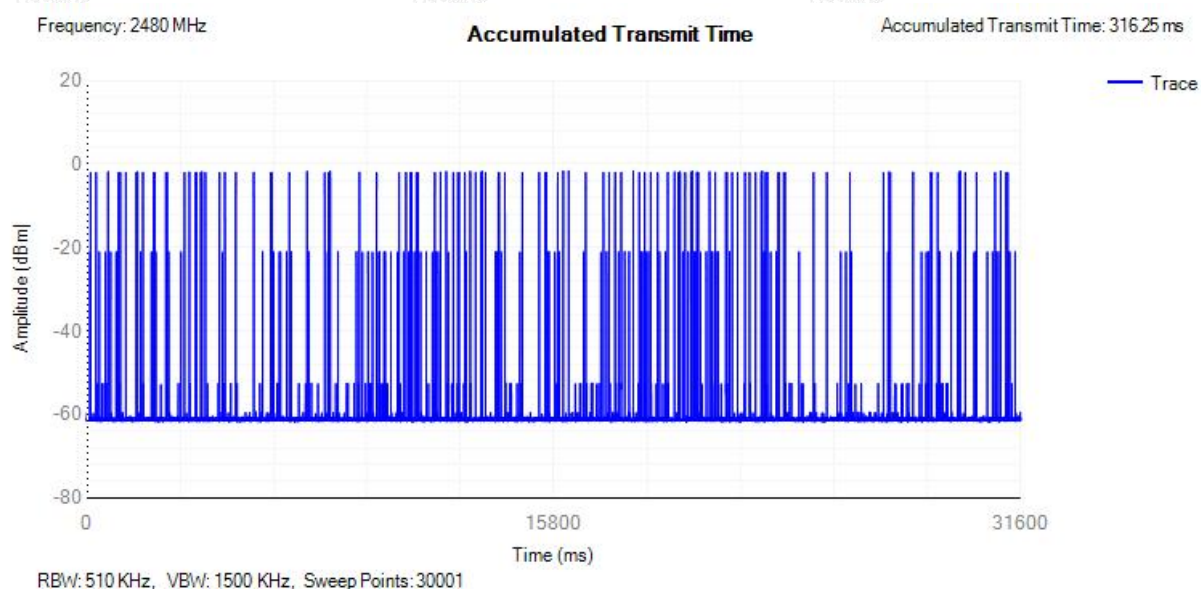 Frequency: 2480 MHz
Accumulated Transmit Time
Accumulated Transmit Time: 316.25 ms
Trace
20
0
-20
-40
-60
-80
Amplitude (dBm)
0
15800
31600
Time (ms)
RBW: 510 KHz, VBW: 1500 KHz, Sweep Points: 30001